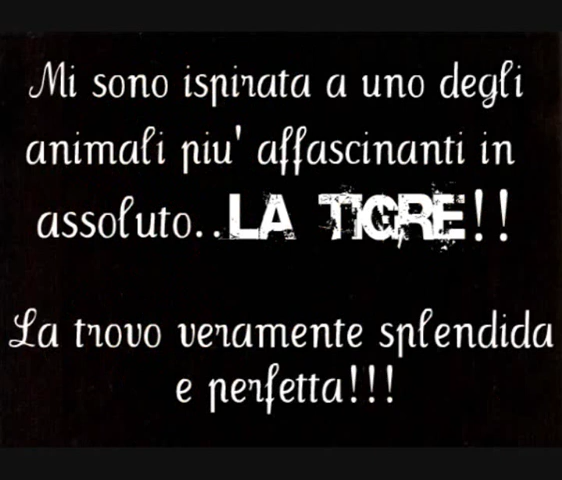 Mi sono ispirata a uno degli
animali piu' affascinanti in
assoluto..LA TIGRE!!
La trovo veramente splendida
e perfetta!!!